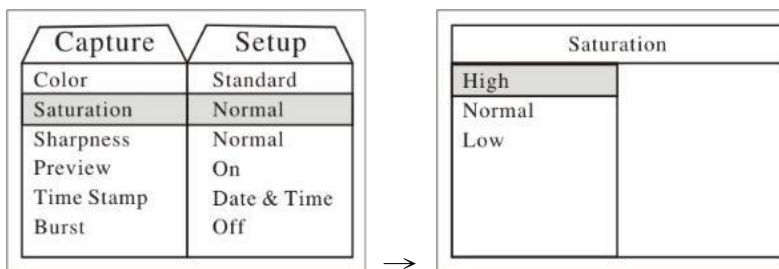 Capture Setup
Color Standard
Saturation Normal
Sharpness Normal
Preview On
Time Stamp Date & Time
Burst Off
→
Saturation
High
Normal
Low